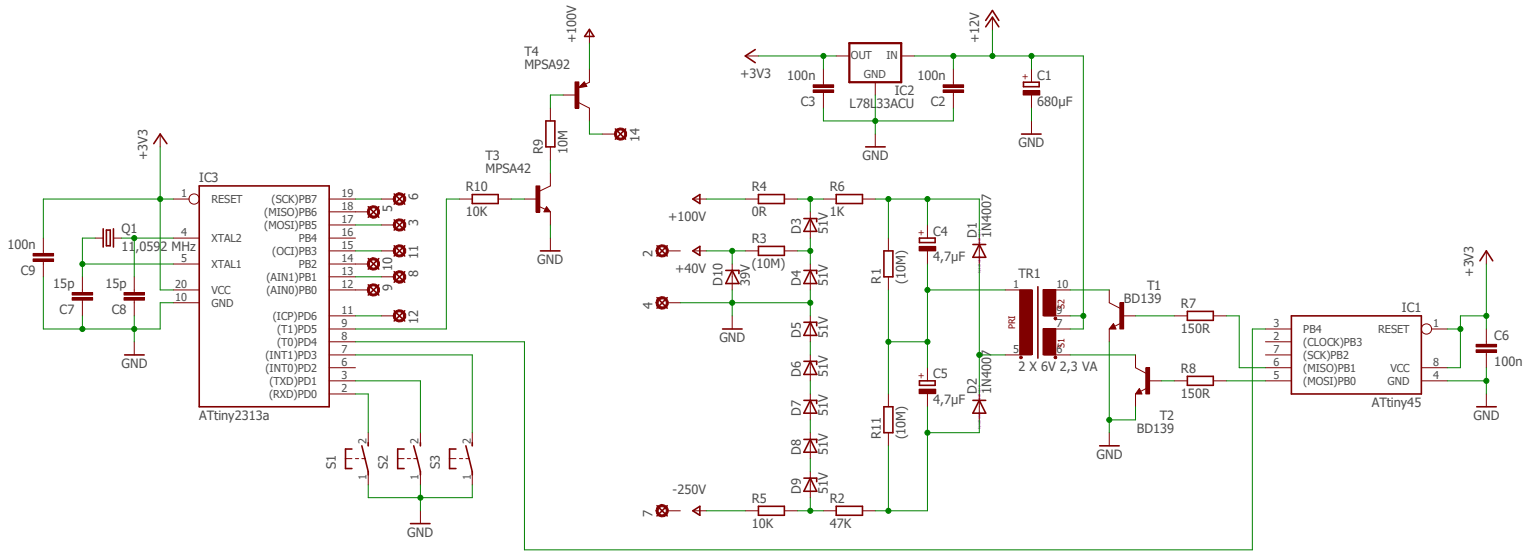 +100V
T4
MPSA92
R9
10M
14
T3
MPSA42
R10
10K
GND
+3V3
OUT
IN
GND
IC2
L78L33ACU
100n
C3
100n
C2
+12V
C1
+
680µF
GND
GND
+3V3
IC3
ATtiny2313a
1
RESET
4
XTAL2
5
XTAL1
20
VCC
10
GND
(SCK)PB7
19
6
(MISO)PB6
18
5
(MOSI)PB5
17
3
PB4
16
(OCI)PB3
15
11
PB2
14
10
(AIN1)PB1
13
8
(AIN0)PB0
12
9
(ICP)PD6
11
12
(T1)PD5
9
(T0)PD4
8
(INT1)PD3
7
(INT0)PD2
6
(TXD)PD1
3
(RXD)PD0
2
100n
C9
Q1
11,0592 MHz
15p
C7
15p
C8
GND
S1
2
1
S2
2
1
S3
2
1
GND
+100V
R4
0R
R6
1K
D3
51V
2
+40V
R3
(10M)
D10
39V
D4
51V
4
GND
D5
51V
D6
51V
D7
51V
D8
51V
D9
51V
7
-250V
R5
10K
R2
47K
R1
(10M)
R11
(10M)
+
C4
4,7µF
+
C5
4,7µF
D1
1N4007
D2
1N4007
TR1
1
5
PRI
10
S2
9
7
S1
6
2 X 6V 2,3 VA
T1
BD139
T2
BD139
GND
R7
150R
R8
150R
IC1
ATtiny45
3
PB4
2
(CLOCK)PB3
7
(SCK)PB2
6
(MISO)PB1
5
(MOSI)PB0
RESET
1
VCC
8
GND
4
+3V3
C6
100n
GND